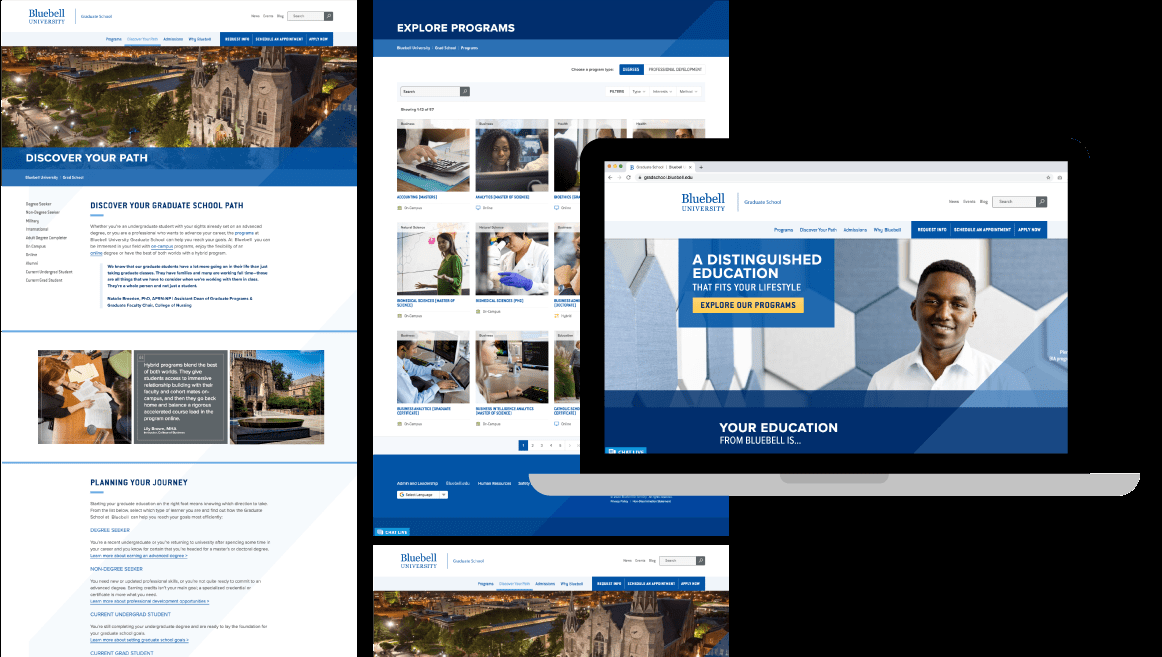 Bluebell
UNIVERSITY
Graduate School
News Events Blog Search
Programs Discover Your Path Admissions Why Bluebell REQUEST INFO SCHEDULE AN APPOINTMENT APPLY NOW
DISCOVER YOUR PATH
Bluebell University Grad School
Degree Seeker
Non-Degree Seeker
Military
International
Adult Degree Completer
On-Campus
Online
Alumni
Current Undergrad Student
Current Grad Student
DISCOVER YOUR GRADUATE SCHOOL PATH
Whether you're an undergraduate student with your sights already set on an advanced
degree, or you are a professional who wants to advance your career, the programs at
Bluebell University Graduate School can help you reach your goals. At Bluebell you can
be immersed in your field with on-campus programs, enjoy the flexibility of an
online degree or have the best of both worlds with a hybrid program.
We know that our graduate students have a lot more going on in their life than just
taking graduate classes. They have families and many are working full time—those
are all things that we have to consider when we're working with them in class.
They're a whole person and not just a student.
Natalie Breeden, PhD, APRN-NP | Assistant Dean of Graduate Programs &
Graduate Faculty Chair, College of Nursing
Hybrid programs blend the best
of both worlds. They give
students access to immersive
relationship building with their
faculty and cohort mates on-
campus, and then they go back
home and balance a rigorous
accelerated course load in the
program online.
Lily Brown, MHA
PLANNING YOUR JOURNEY
Starting your graduate education on the right foot means knowing which direction to take.
From the list below, select which type of learner you are and find out how the Graduate
School at Bluebell can help you reach your goals most efficiently:
DEGREE SEEKER
You're a recent undergraduate or you're returning to university after spending some time in
your career and you know for certain that you're headed for a master's or doctoral degree.
Learn more about earning an advanced degree >
NON-DEGREE SEEKER
You need new or updated professional skills, or you're not quite ready to commit to an
advanced degree. Earning credits isn't your main goal; a specialized credential or
certificate is more what you need.
Learn more about professional development opportunities >
CURRENT UNDERGRAD STUDENT
You're still completing your undergraduate degree and are ready to lay the foundation for
your graduate school goals.
Learn more about setting graduate school goals >
CURRENT GRAD STUDENT
EXPLORE PROGRAMS
Bluebell University Grad School Programs
Choose a program type: DEGREES PROFESSIONAL DEVELOPMENT
Search FILTERS Type Interests Method
Showing 1-12 of 87
Business Business Health Health
ACCOUNTING (MASTERS) ANALYTICS (MASTER OF SCIENCE) BIOETHICS
On-Campus Online Online
Natural Science Natural Science Business
BIOMEDICAL SCIENCES (MASTER OF
SCIENCE)
BIOMEDICAL SCIENCES (PHD)
BUSINESS
(DOCTORATE)
On-Campus On-Campus Hybrid
Business Business Education
BUSINESS ANALYTICS (GRADUATE
CERTIFICATE)
BUSINESS INTELLIGENCE ANALYTICS
(MASTER OF SCIENCE)
CATHOLIC
CERTIFICATE)
On-Campus On-Campus Online
1 2 3 4 5
Admin and Leadership Bluebell.edu Human Resources Safety
Select Language
Privacy Policy Non-Discrimination Statement
CHAT LIVE
Bluebell
UNIVERSITY
Graduate School
News Events Blog Search
Programs Discover Your Path Admissions Why Bluebell REQUEST INFO SCHEDULE AN APPOINTMENT APPLY NOW
Graduate School | Bluebell
gradschool.bluebell.edu
Bluebell
UNIVERSITY
Graduate School
News Events Blog Search
Programs Discover Your Path Admissions Why Bluebell REQUEST INFO SCHEDULE AN APPOINTMENT APPLY NOW
A DISTINGUISHED
EDUCATION
THAT FITS YOUR LIFESTYLE
EXPLORE OUR PROGRAMS
YOUR EDUCATION
FROM BLUEBELL IS...
CHAT LIVE